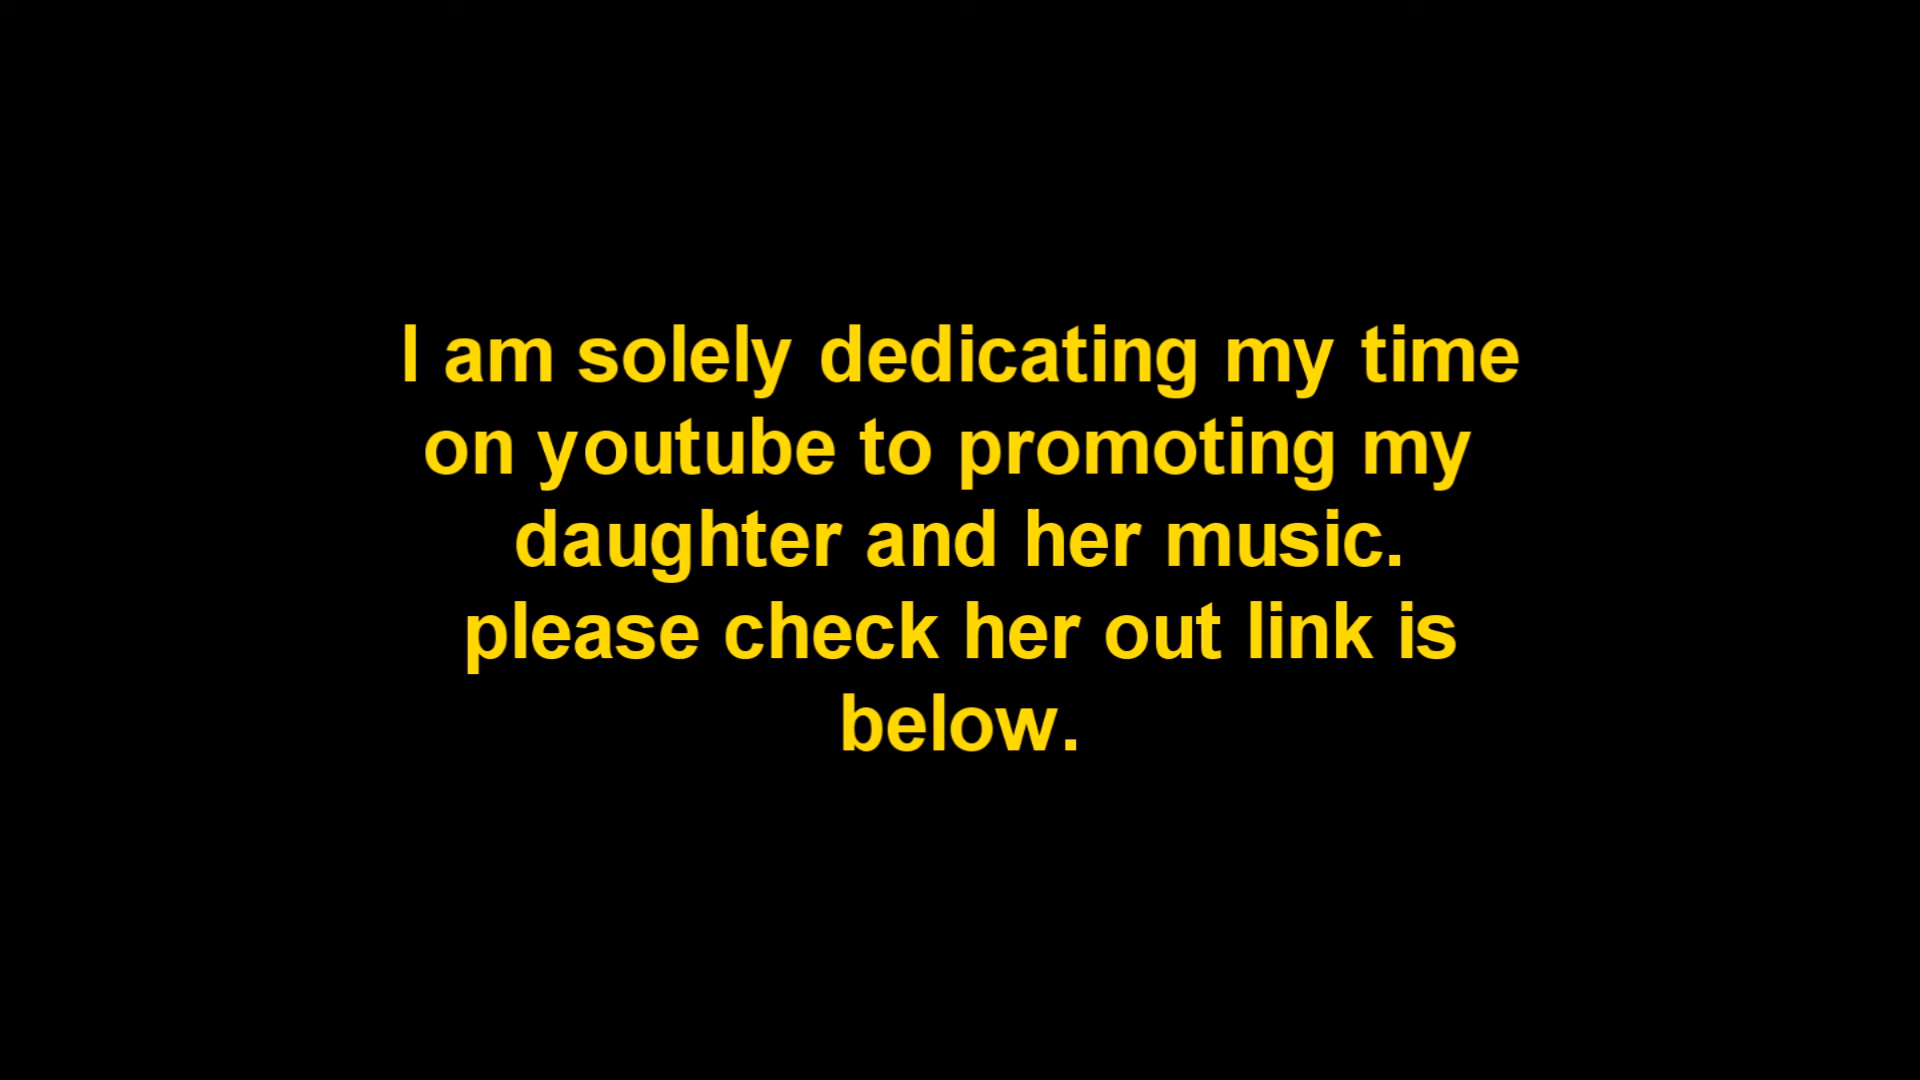 I am solely dedicating my time
on youtube to promoting my
daughter and her music.
please check her out link is
below.